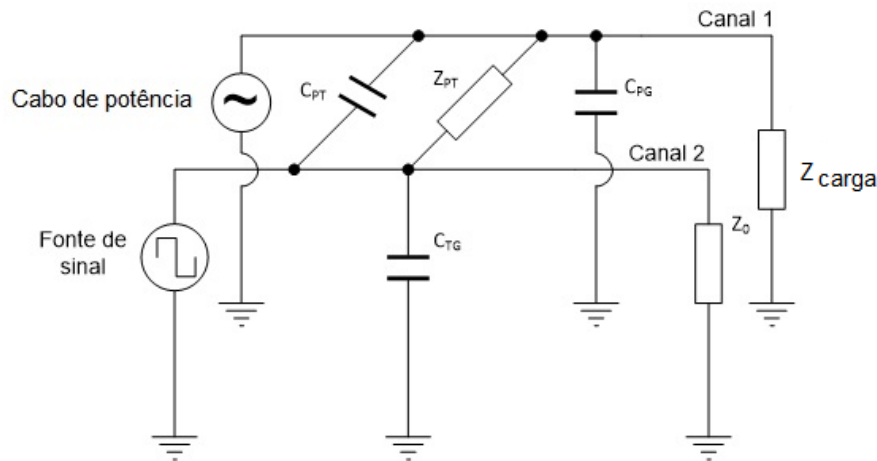 Canal 1
Cabo de potência
C_PT
Z_PT
C_PG
Canal 2
Z carga
Fonte de
sinal
C_TG
Z_0